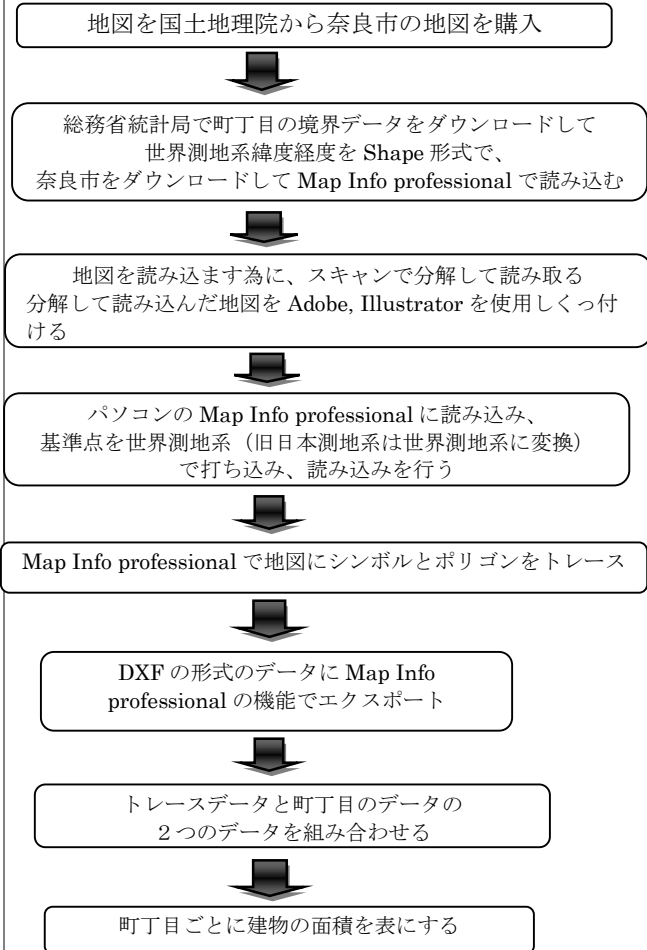 地図を国土地理院から奈良市の地図を購入
総務省統計局で町丁目の境界データをダウンロードして
世界測地系緯度経度を Shape 形式で、
奈良市をダウンロードして Map Info professional で読み込む
地図を読み込ます為に、スキャンで分解して読み取る
分解して読み込んだ地図を Adobe, Illustrator を使用しくっ付
ける
パソコンの Map Info professional に読み込み、
基準点を世界測地系（旧日本測地系は世界測地系に変換）
で打ち込み、読み込みを行う
Map Info professional で地図にシンボルとポリゴンをトレース
DXF の形式のデータに Map Info
professional の機能でエクスポート
トレースデータと町丁目のデータの
２つのデータを組み合わせる
町丁目ごとに建物の面積を表にする